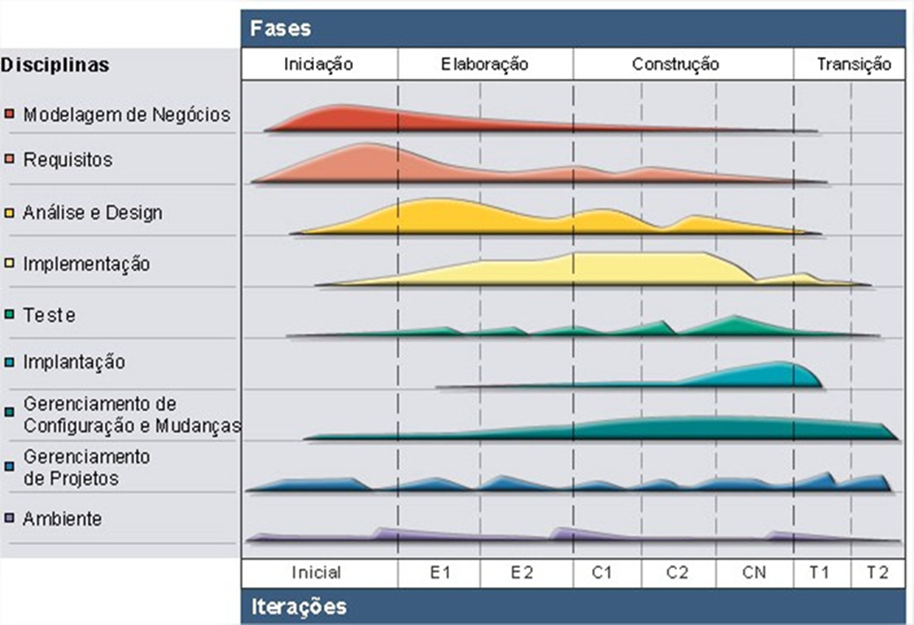 Fases
Iniciação Elaboração Construção Transição
Disciplinas
Modelagem de Negócios
Requisitos
Análise e Design
Implementação
Teste
Implantação
Gerenciamento de
Configuração e Mudanças
Gerenciamento
de Projetos
Ambiente
Inicial E1 E2 C1 C2 CN T1 T2
Iterações